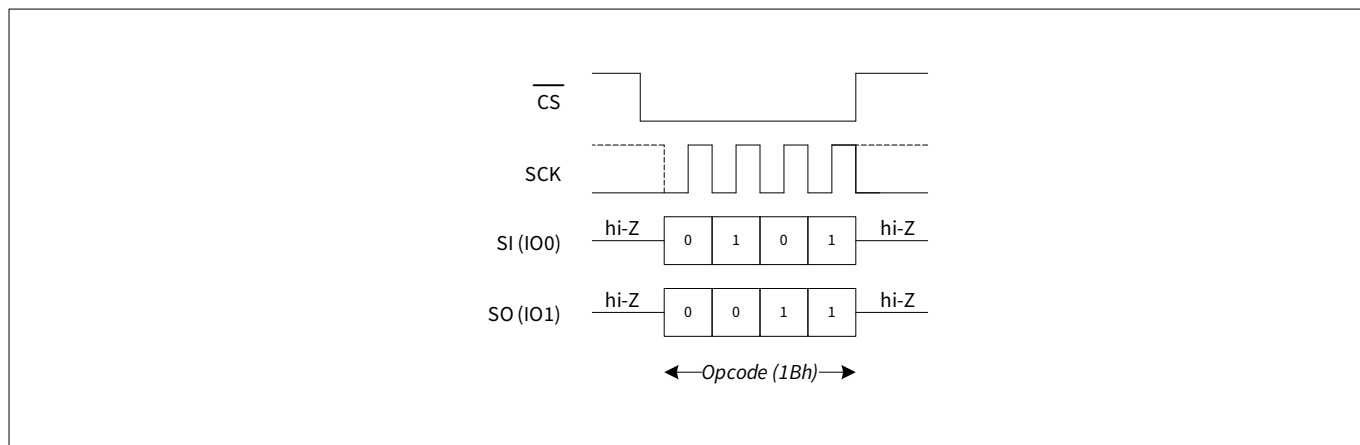 CS
SCK
hi-Z hi-Z
SI (IO0) 0 1 0 1
hi-Z hi-Z
SO (IO1) 0 0 1 1
Opcode (1Bh)